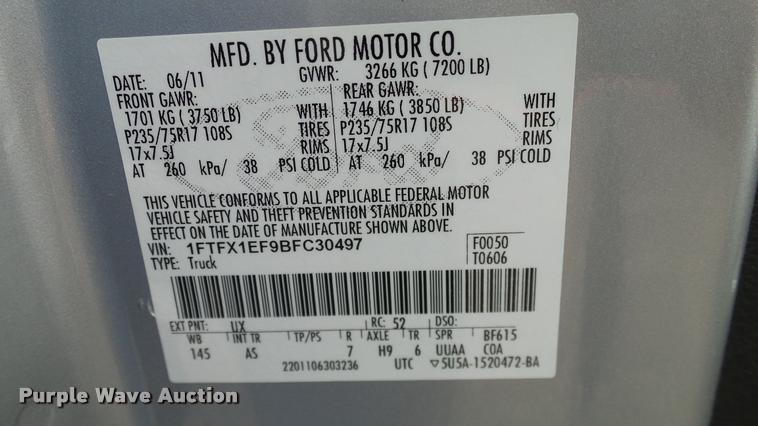 MFD. BY FORD MOTOR CO.
DATE: 06/11 GVWR: 3266 KG ( 7200 LB)
FRONT GAWR: REAR GAWR:
1701 KG ( 3750 LB) WITH 1746 KG ( 3850 LB) WITH
P235/75R17 108S TIRES P235/75R17 108S TIRES
17x7.5J RIMS 17x7.5J RIMS
AT 260 kPa/ 38 PSI COLD AT 260 kPa/ 38 PSI COLD
THIS VEHICLE CONFORMS TO ALL APPLICABLE FEDERAL MOTOR
VEHICLE SAFETY AND THEFT PREVENTION STANDARDS IN
EFFECT ON THE DATE OF MANUFACTURE SHOWN ABOVE.
VIN: 1FTFX1EF9BFC30497 F0050
TYPE: Truck T0606
EXT PNT: UX RC: 52 DSO:
WB INT TR TP/PS R AXLE TR SPR BF615
145 AS 7 H9 6 UUAA COA
2201106303236 UTC ▽5U5A-1520472-BA
Purple Wave Auction